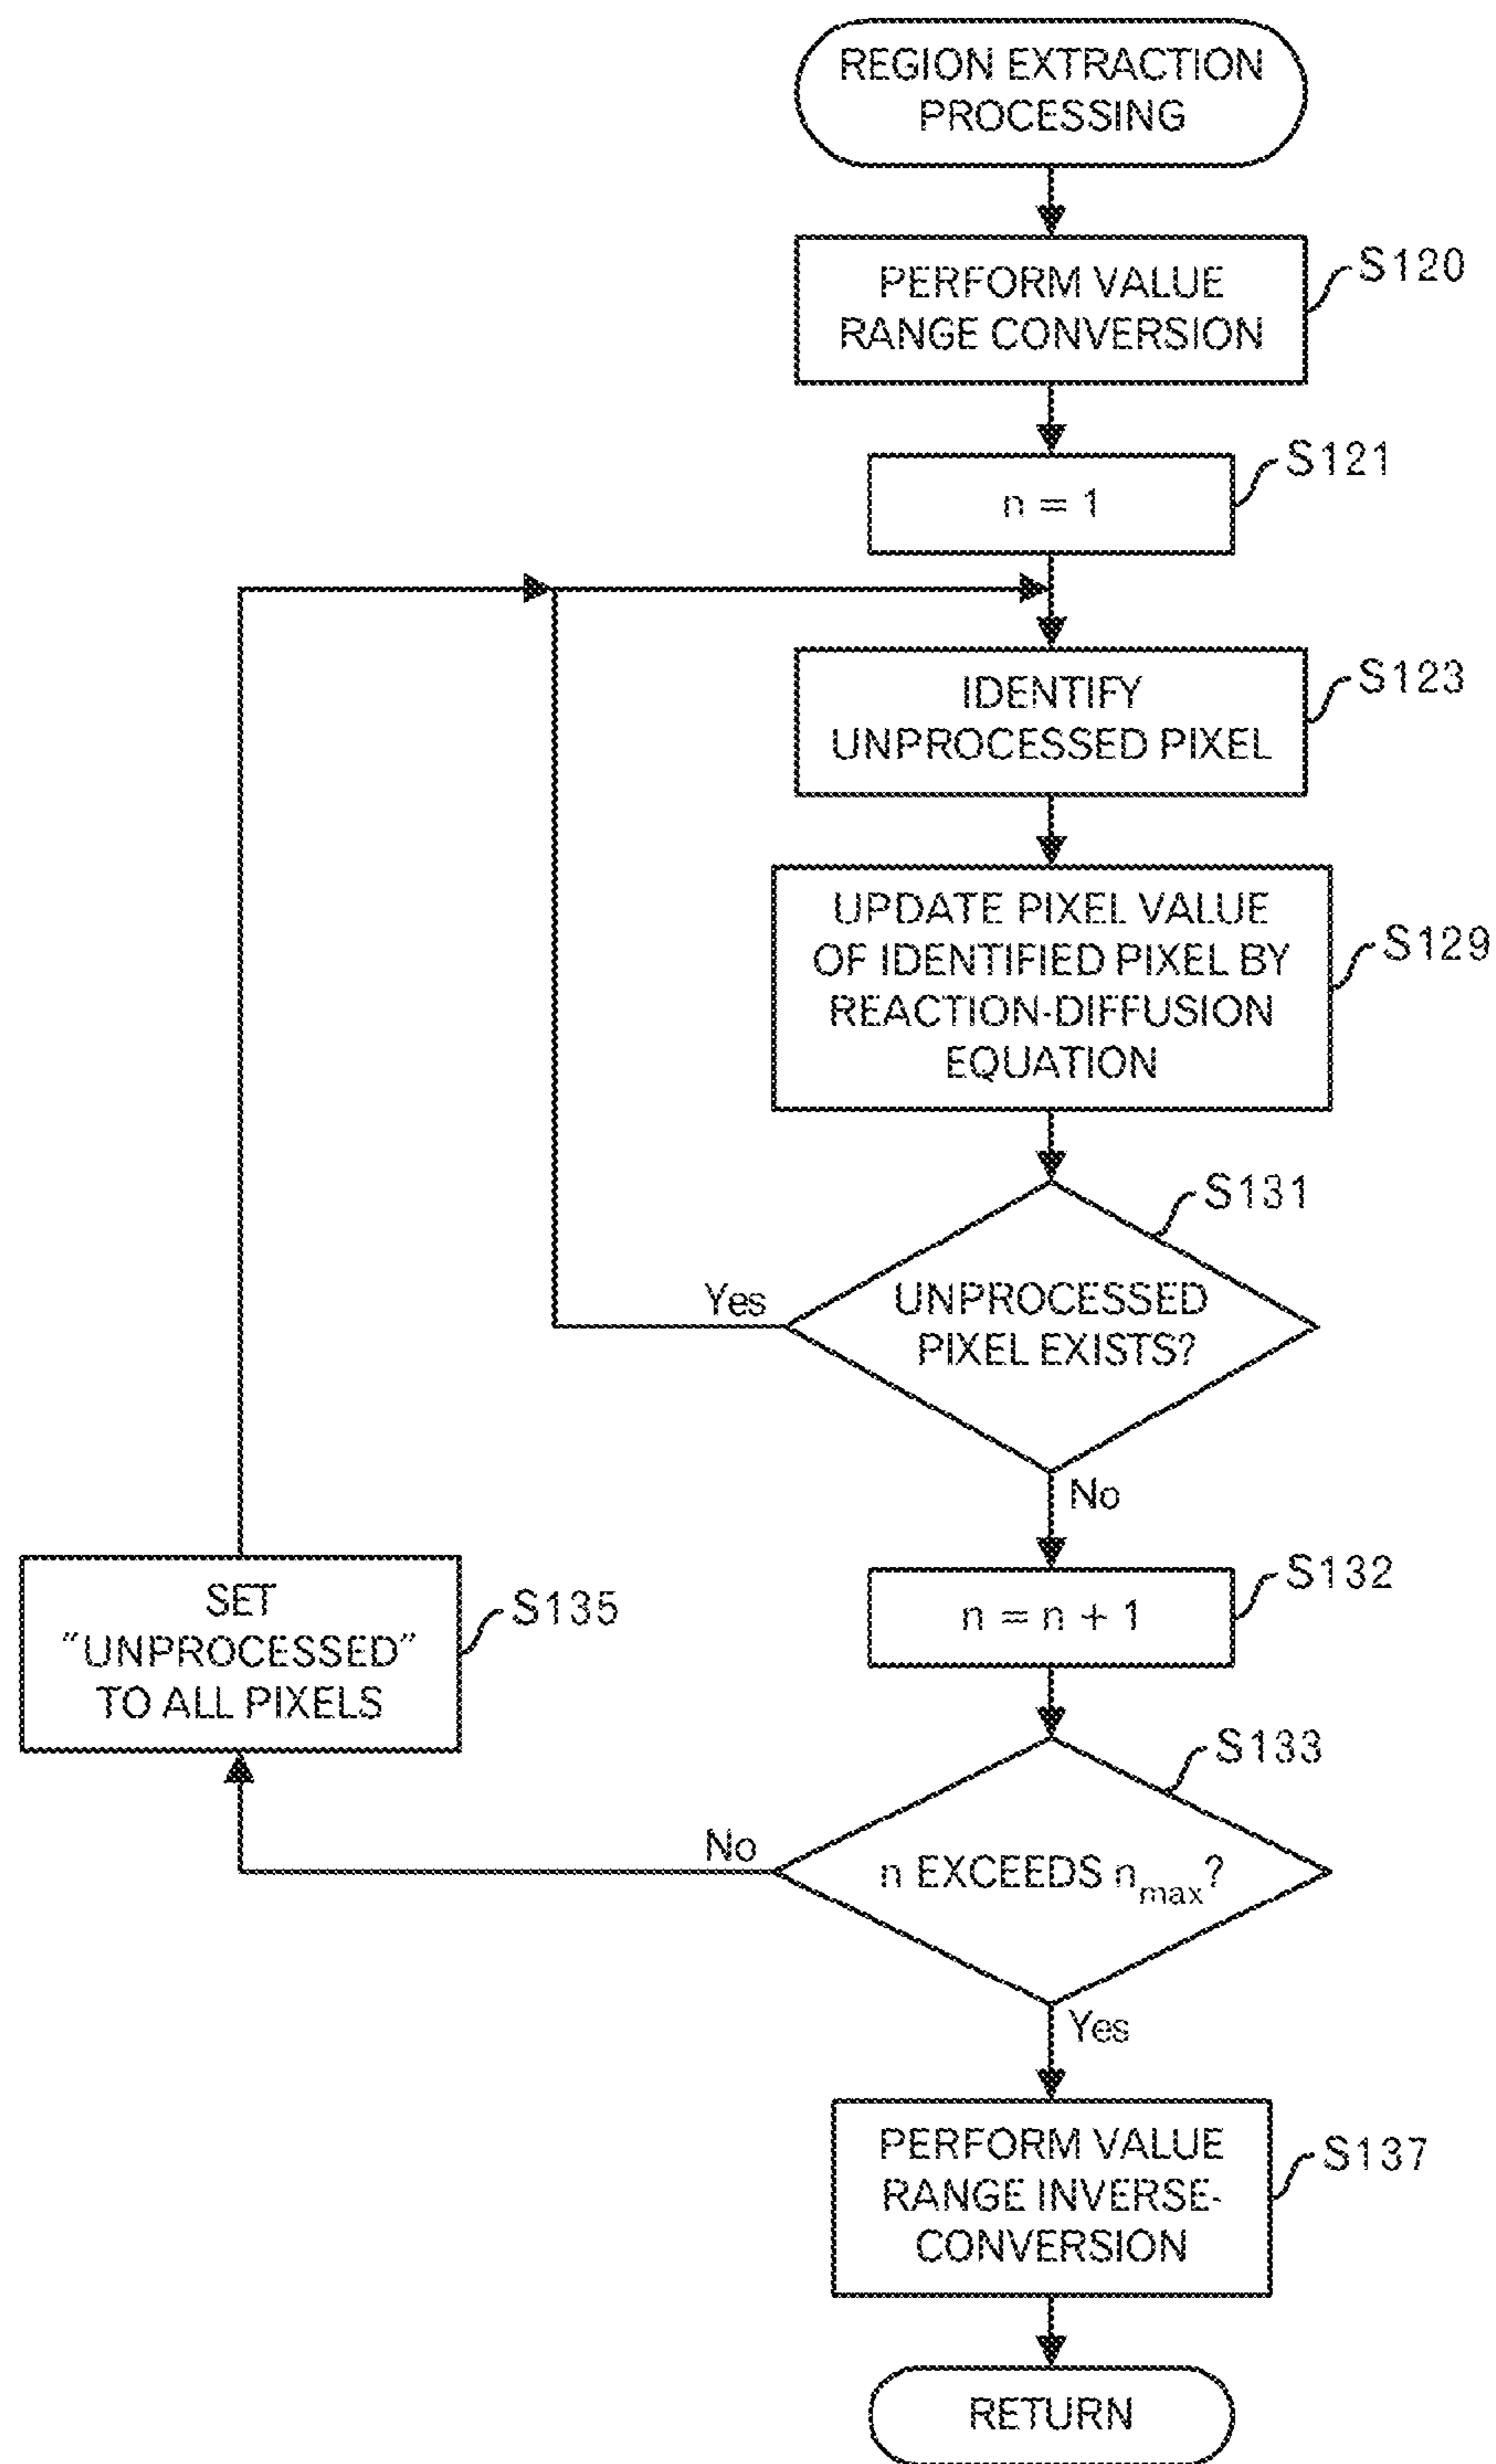 REGION EXTRACTION
PROCESSING
PERFORM VALUE
RANGE CONVERSION
S120
n = 1
S121
IDENTIFY
UNPROCESSED PIXEL
S123
UPDATE PIXEL VALUE
OF IDENTIFIED PIXEL BY
REACTION-DIFFUSION
EQUATION
S129
S131
UNPROCESSED
PIXEL EXISTS?
Yes
No
n = n + 1
S132
SET
"UNPROCESSED"
TO ALL PIXELS
S135
S133
n EXCEEDS nmax?
No
Yes
PERFORM VALUE
RANGE INVERSE-
CONVERSION
S137
RETURN